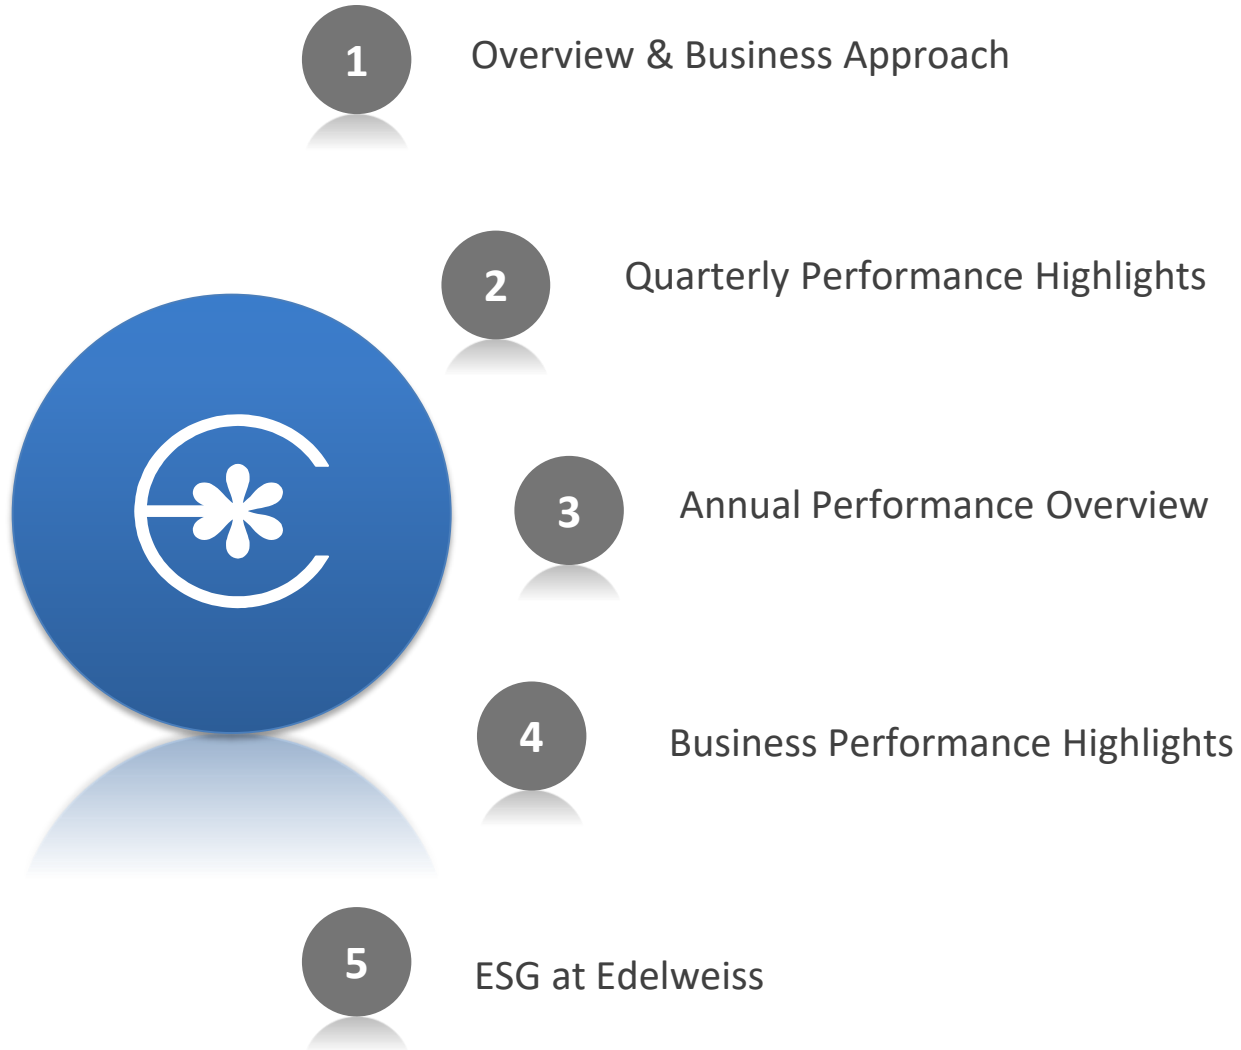 1 Overview & Business Approach
2 Quarterly Performance Highlights
3 Annual Performance Overview
4 Business Performance Highlights
5 ESG at Edelweiss